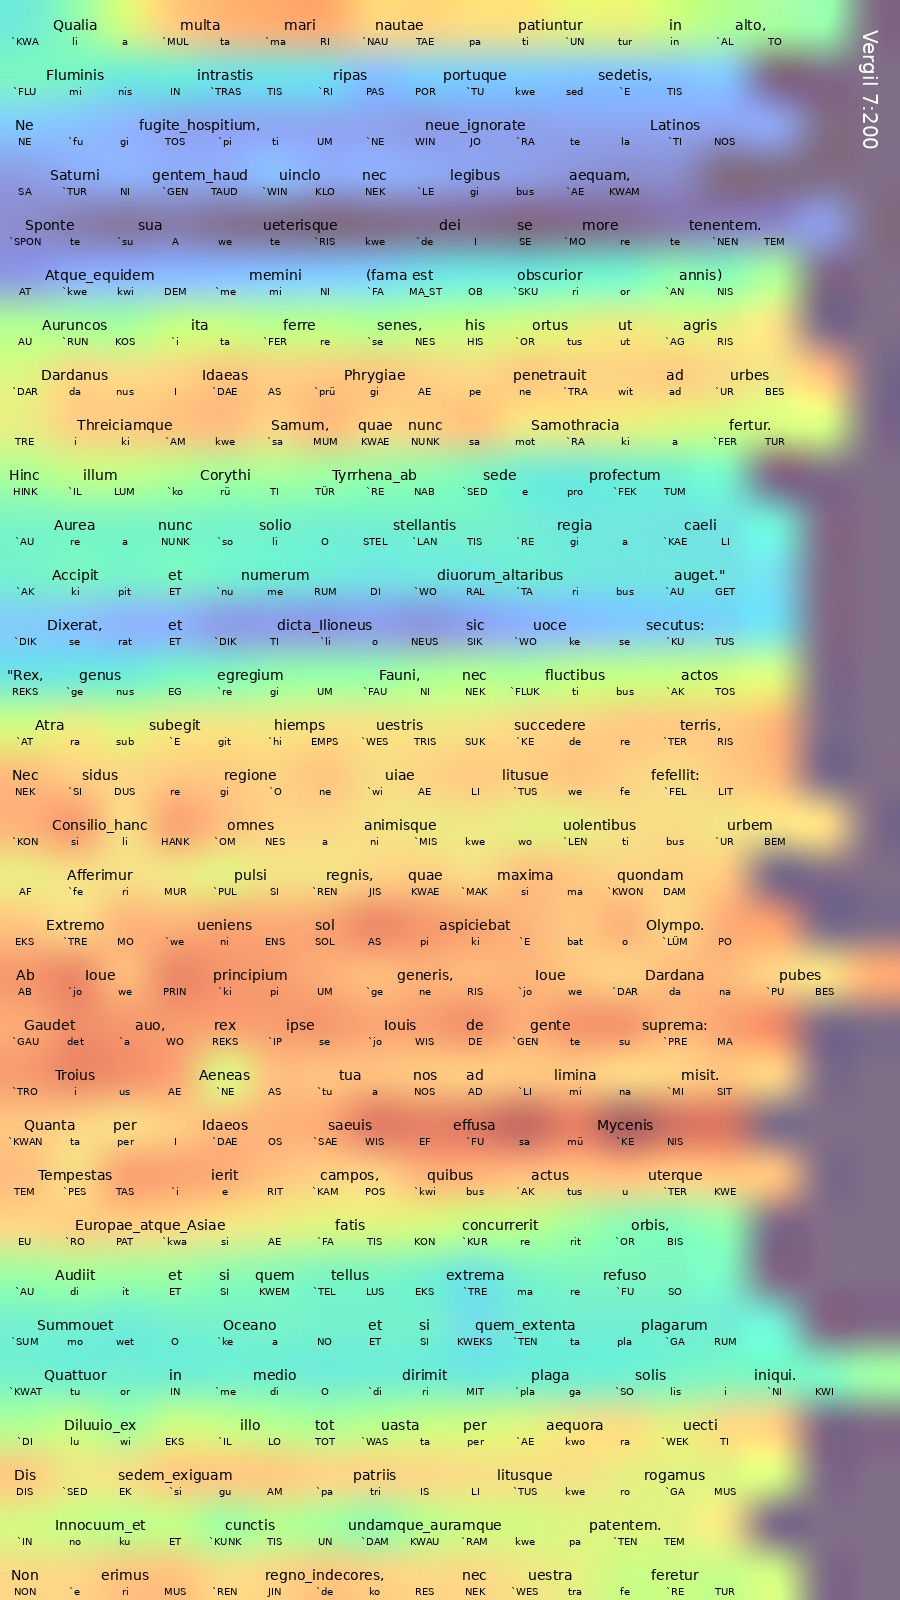 Vergil 7:200
Qualia multa mari nautae patiuntur in alto,
`KWA li a `MUL ta `ma RI `NAU TAE pa ti `UN tur in `AL TO
Fluminis intrastis ripas portuque sedetis,
`FLU mi nis IN `TRAS TIS `RI PAS POR `TU kwe sed `E TIS
Ne fugite_hospitium, neue_ignorate Latinos
NE `fu gi TOS `pi ti UM `NE WIN JO `RA te la `TI NOS
Saturni gentem_haud uinclo nec legibus aequam,
SA `TUR NI `GEN TAUD `WIN KLO NEK `LE gi bus `AE KWAM
Sponte sua ueterisque dei se more tenentem.
`SPON te `su A we te `RIS kwe `de I SE `MO re te `NEN TEM
Atque_equidem memini (fama est obscurior annis)
AT `kwe kwi DEM `me mi NI `FA MA_ST OB `SKU ri or `AN NIS
Auruncos ita ferre senes, his ortus ut agris
AU `RUN KOS `i ta `FER re `se NES HIS `OR tus ut `AG RIS
Dardanus Idaeas Phrygiae penetrauit ad urbes
`DAR da nus I `DAE AS `prü gi AE pe ne `TRA wit ad `UR BES
Threiciamque Samum, quae nunc Samothracia fertur.
TRE i ki `AM kwe `sa MUM KWAE NUNK sa mot `RA ki a `FER TUR
Hinc illum Corythi Tyrrhena_ab sede profectum
HINK `IL LUM `ko rü TI TÜR `RE NAB `SED e pro `FEK TUM
Aurea nunc solio stellantis regia caeli
`AU re a NUNK `so li O STEL `LAN TIS `RE gi a `KAE LI
Accipit et numerum diuorum_altaribus auget."
`AK ki pit ET `nu me RUM DI `WO RAL `TA ri bus `AU GET
Dixerat, et dicta_Ilioneus sic uoce secutus:
`DIK se rat ET `DIK TI `li o NEUS SIK `WO ke se `KU TUS
"Rex, genus egregium Fauni, nec fluctibus actos
REKS `ge nus EG `re gi UM `FAU NI NEK `FLUK ti bus `AK TOS
Atra subegit hiemps uestris succedere terris,
`AT ra sub `E git `hi EMPS `WES TRIS SUK `KE de re `TER RIS
Nec sidus regione uiae litusue fefellit:
NEK `SI DUS re gi `O ne `wi AE LI `TUS we fe `FEL LIT
Consilio_hanc omnes animisque uolentibus urbem
`KON si li HANK `OM NES a ni `MIS kwe wo `LEN ti bus `UR BEM
Afferimur pulsi regnis, quae maxima quondam
AF `fe ri MUR `PUL SI `REN JIS KWAE `MAK si ma `KWON DAM
Extremo ueniens sol aspiciebat Olympo.
EKS `TRE MO `we ni ENS SOL AS pi ki `E bat o `LÜM PO
Ab Ioue principium generis, Ioue Dardana pubes
AB `jo we PRIN `ki pi UM `ge ne RIS `jo we `DAR da na `PU BES
Gaudet auo, rex ipse Iouis de gente suprema:
`GAU det `a WO REKS `IP se `jo WIS DE `GEN te su `PRE MA
Troius Aeneas tua nos ad limina misit.
`TRO i us AE `NE AS `tu a NOS AD `LI mi na `MI SIT
Quanta per Idaeos saeuis effusa Mycenis
`KWAN ta per I `DAE OS `SAE WIS EF `FU sa mü `KE NIS
Tempestas ierit campos, quibus actus uterque
TEM `PES TAS `i e RIT `KAM POS `kwi bus `AK tus u `TER KWE
Europae_atque_Asiae fatis concurrerit orbis,
EU `RO PAT `kwa si AE `FA TIS KON `KUR re rit `OR BIS
Audiit et si quem tellus extrema refuso
`AU di it ET SI KWEM `TEL LUS EKS `TRE ma re `FU SO
Summouet Oceano et si quem_extenta plagarum
`SUM mo wet O `ke a NO ET SI KWEKS `TEN ta pla `GA RUM
Quattuor in medio dirimit plaga solis iniqui.
`KWAT tu or IN `me di O `di ri MIT `pla ga `SO lis i `NI KWI
Diluuio_ex illo tot uasta per aequora uecti
`DI lu wi EKS `IL LO TOT `WAS ta per `AE kwo ra `WEK TI
Dis sedem_exiguam patriis litusque rogamus
DIS `SED EK `si gu AM `pa tri IS LI `TUS kwe ro `GA MUS
Innocuum_et cunctis undamque_auramque patentem.
`IN no ku ET `KUNK TIS UN `DAM KWAU `RAM kwe pa `TEN TEM
Non erimus regno_indecores, nec uestra feretur
NON `e ri MUS `REN JIN `de ko RES NEK `WES tra fe `RE TUR